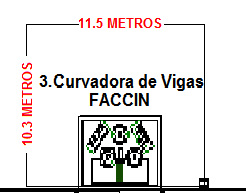 11.5 METROS
10.3 METROS
3.Curvadora de Vigas
FACCIN